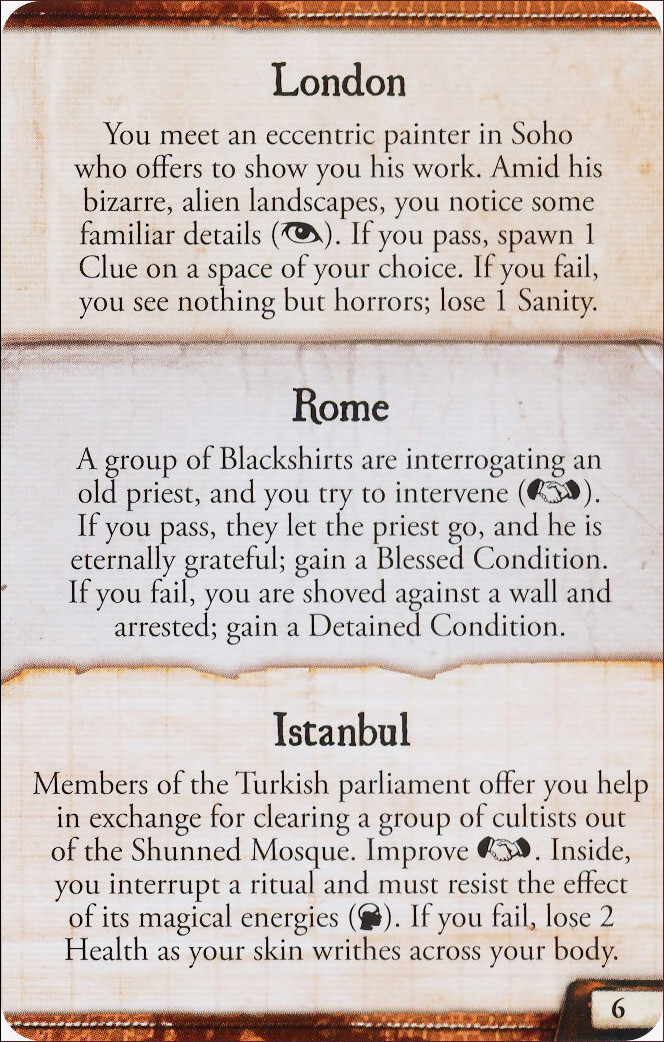 London
You meet an eccentric painter in Soho
who offers to show you his work. Amid his
bizarre, alien landscapes, you notice some
familiar details (). If you pass, spawn 1
Clue on a space of your choice. If you fail,
you see nothing but horrors; lose 1 Sanity.
Rome
A group of Blackshirts are interrogating an
old priest, and you try to intervene ().
If you pass, they let the priest go, and he is
eternally grateful; gain a Blessed Condition.
If you fail, you are shoved against a wall and
arrested; gain a Detained Condition.
Istanbul
Members of the Turkish parliament offer you help
in exchange for clearing a group of cultists out
of the Shunned Mosque. Improve . Inside,
you interrupt a ritual and must resist the effect
of its magical energies (). If you fail, lose 2
Health as your skin writhes across your body.
6